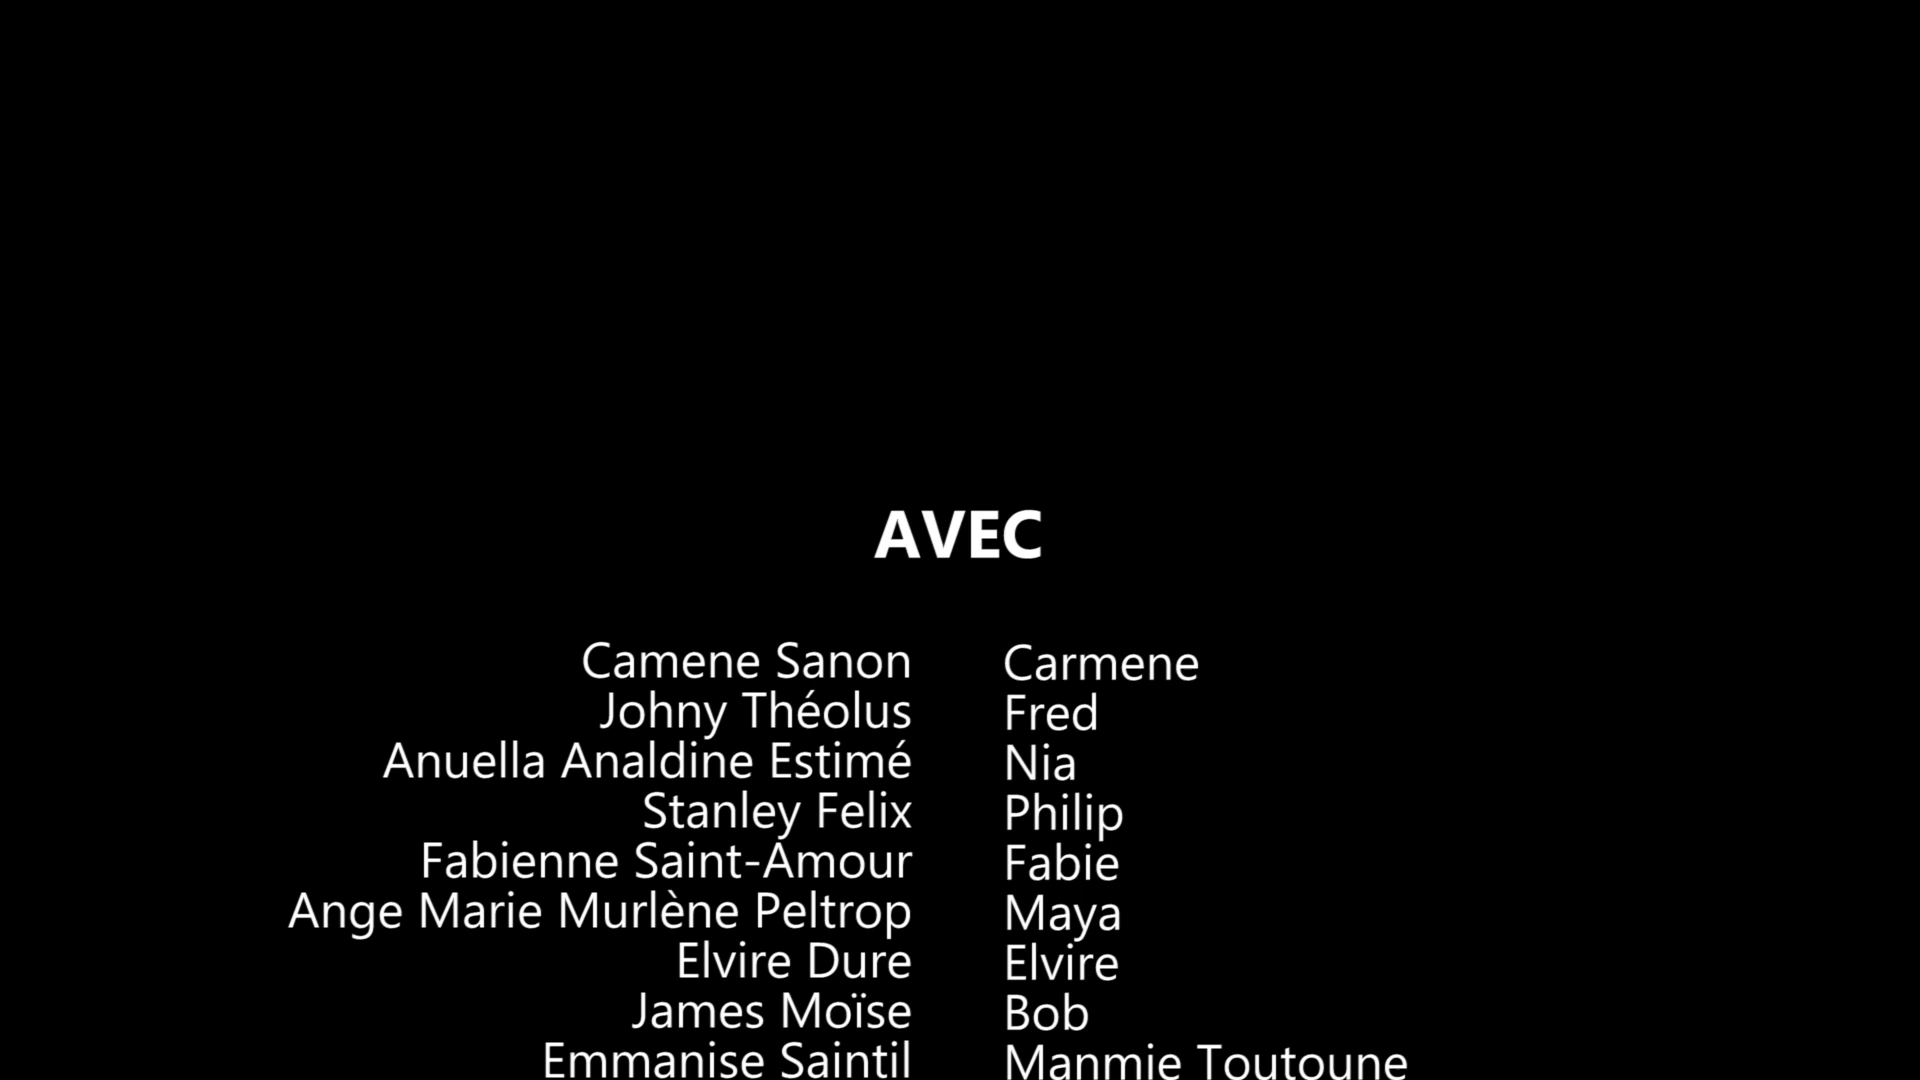 AVEC
Camene Sanon Carmene
Johny Théolus Fred
Anuella Analdine Estimé Nia
Stanley Felix Philip
Fabienne Saint-Amour Fabie
Ange Marie Murlène Peltrop Maya
Elvire Dure Elvire
James Moïse Bob
Emmanise Saintil Manmie Toutoune